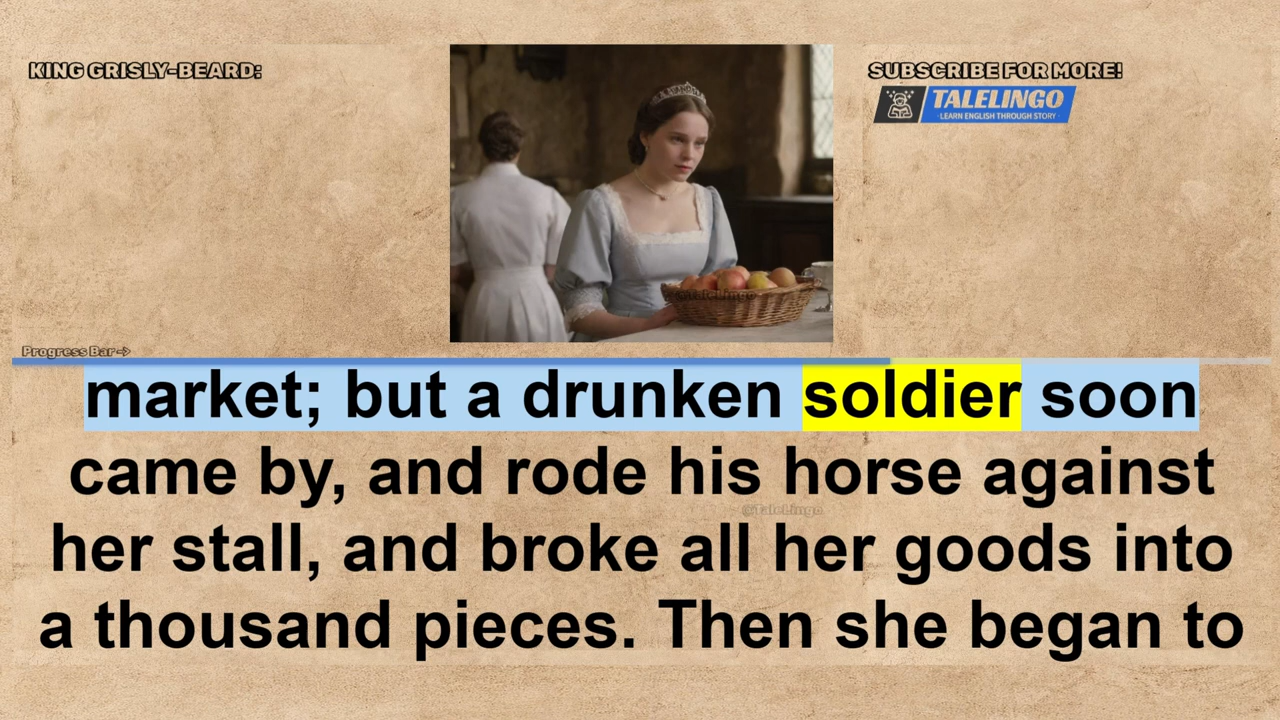 KING GRISLY-BEARD:
SUBSCRIBE FOR MORE!
TALELINGO
- LEARN ENGLISH THROUGH STORY -
@TaleLingo
Progress Bar->
market; but a drunken soldier soon
came by, and rode his horse against
@TaleLingo
her stall, and broke all her goods into
a thousand pieces. Then she began to